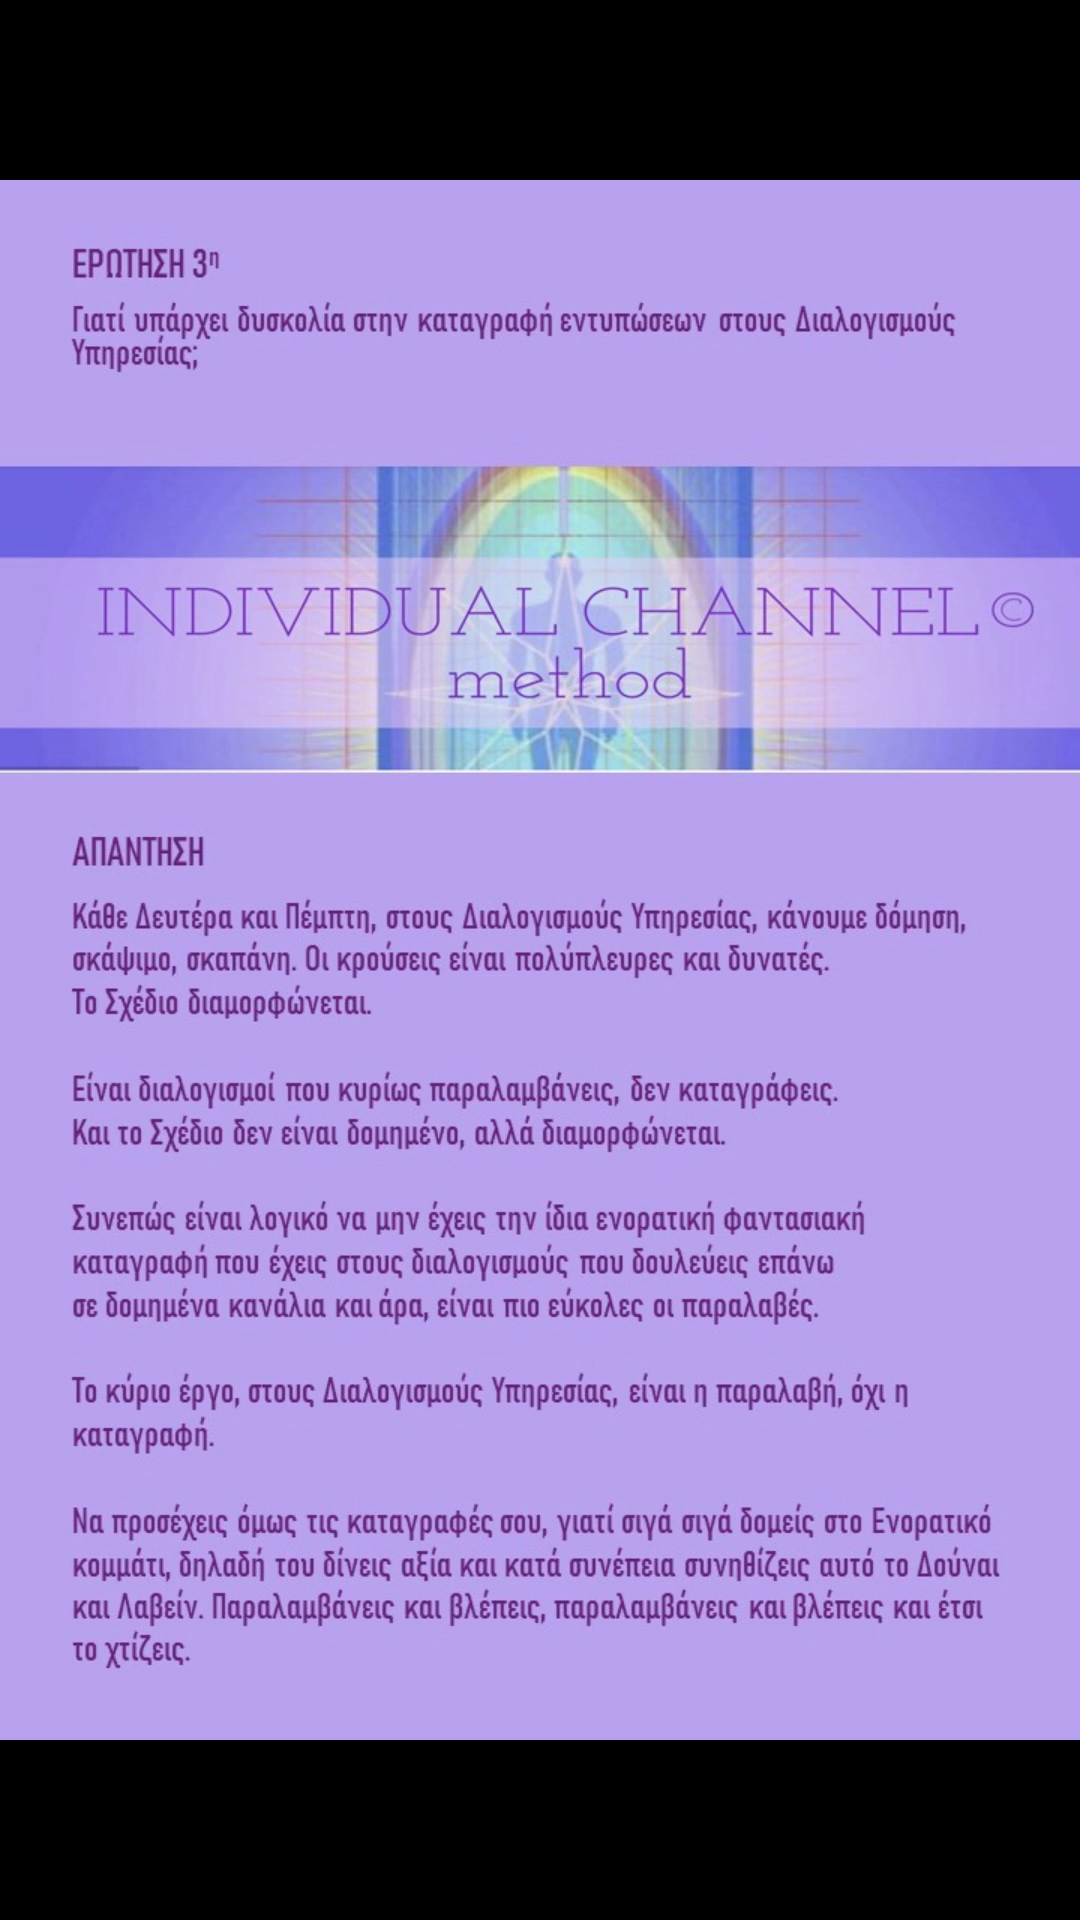 ΕΡΩΤΗΣΗ 3η
Γιατί υπάρχει δυσκολία στην καταγραφή εντυπώσεων στους Διαλογισμούς
Υπηρεσίας;
INDIVIDUAL CHANNEL©
method
ΑΠΑΝΤΗΣΗ
Κάθε Δευτέρα και Πέμπτη, στους Διαλογισμούς Υπηρεσίας, κάνουμε δόμηση,
σκάψιμο, σκαπάνη. Οι κρούσεις είναι πολύπλευρες και δυνατές.
Το Σχέδιο διαμορφώνεται.
Είναι διαλογισμοί που κυρίως παραλαμβάνεις, δεν καταγράφεις.
Και το Σχέδιο δεν είναι δομημένο, αλλά διαμορφώνεται.
Συνεπώς είναι λογικό να μην έχεις την ίδια ενορατική φαντασιακή
καταγραφή που έχεις στους διαλογισμούς που δουλεύεις επάνω
σε δομημένα κανάλια και άρα, είναι πιο εύκολες οι παραλαβές.
Το κύριο έργο, στους Διαλογισμούς Υπηρεσίας, είναι η παραλαβή, όχι η
καταγραφή.
Να προσέχεις όμως τις καταγραφές σου, γιατί σιγά σιγά δομείς στο Ενορατικό
κομμάτι, δηλαδή του δίνεις αξία και κατά συνέπεια συνηθίζεις αυτό το Δούναι
και Λαβείν. Παραλαμβάνεις και βλέπεις, παραλαμβάνεις και βλέπεις και έτσι
το χτίζεις.